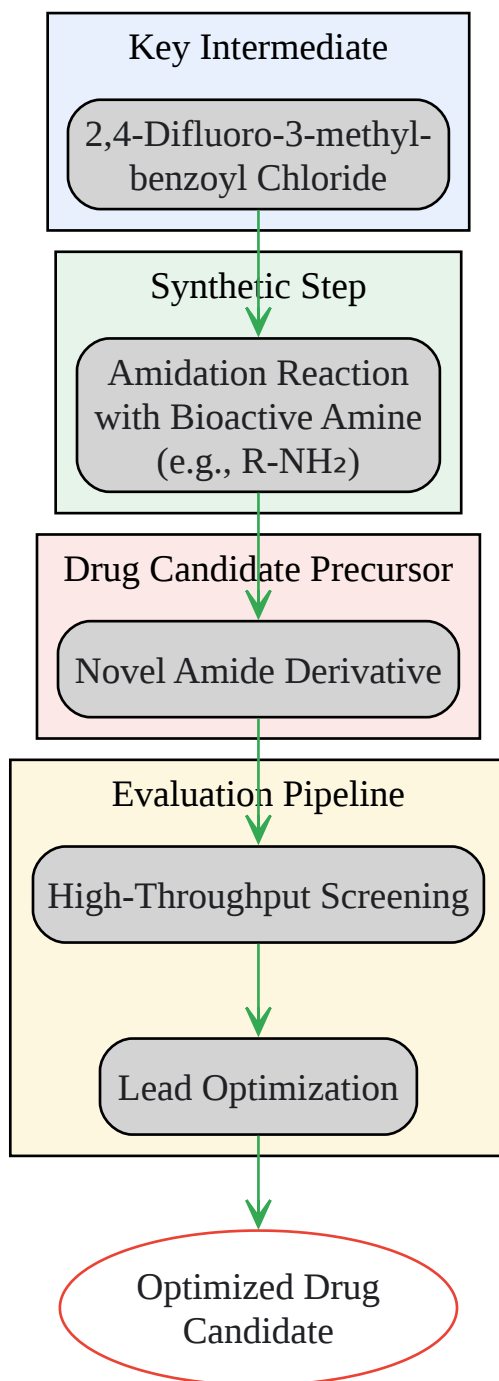 Key Intermediate
2,4-Difluoro-3-methyl-
benzoyl Chloride
Synthetic Step
Amidation Reaction
with Bioactive Amine
(e.g., R-NH₂)
Drug Candidate Precursor
Novel Amide Derivative
Evaluation Pipeline
High-Throughput Screening
Lead Optimization
Optimized Drug
Candidate